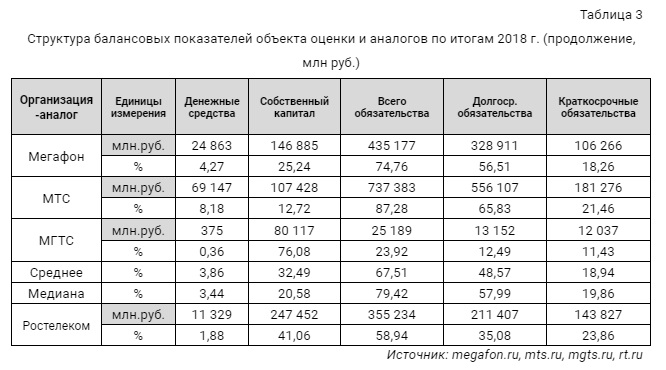 Таблица 3
Структура балансовых показателей объекта оценки и аналогов по итогам 2018 г. (продолжение,
млн руб.)
Организация-аналог Единицы измерения Денежные средства Собственный капитал Всего обязательства Долгоср. обязательства Краткосрочные обязательства
Мегафон млн.руб. 24 863 146 885 435 177 328 911 106 266
% 4,27 25,24 74,76 56,51 18,26
МТС млн.руб. 69 147 107 428 737 383 556 107 181 276
% 8,18 12,72 87,28 65,83 21,46
МГТС млн.руб. 375 80 117 25 189 13 152 12 037
% 0,36 76,08 23,92 12,49 11,43
Среднее % 3,86 32,49 67,51 48,57 18,94
Медиана % 3,44 20,58 79,42 57,99 19,86
Ростелеком млн.руб. 11 329 247 452 355 234 211 407 143 827
% 1,88 41,06 58,94 35,08 23,86
Источник: megafon.ru, mts.ru, mgts.ru, rt.ru